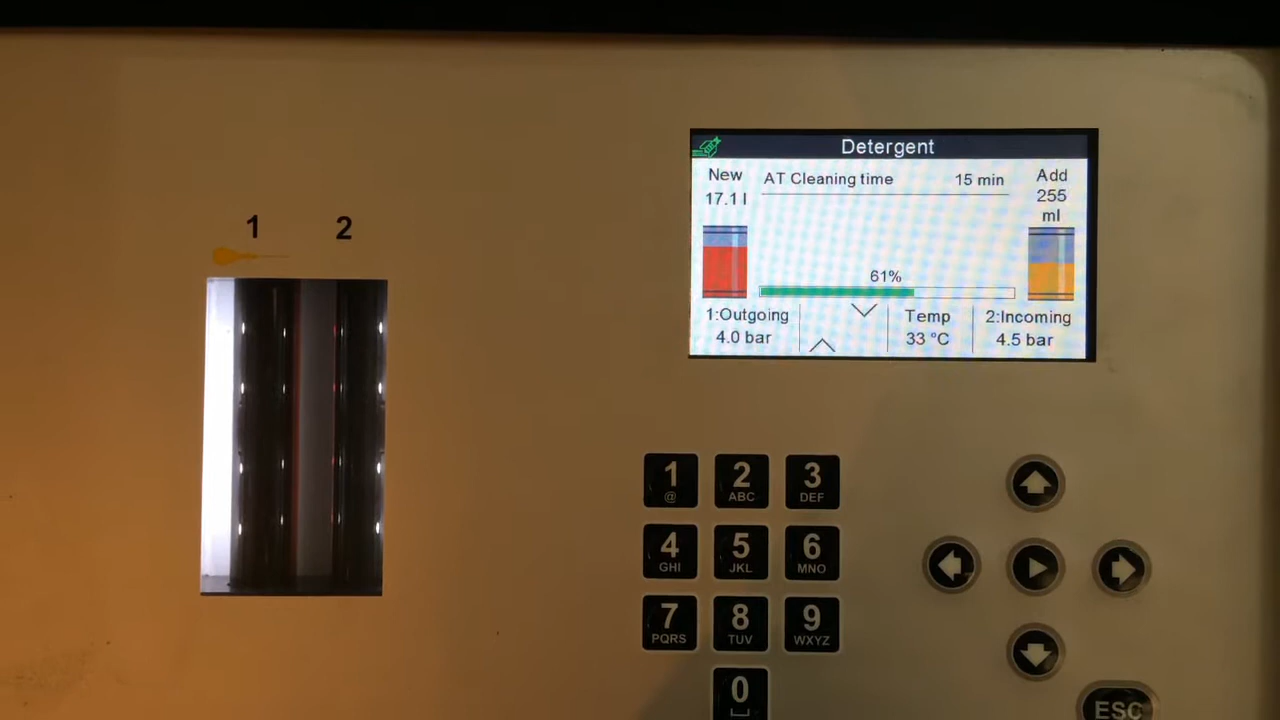 Detergent
New
17.1 l
AT Cleaning time 15 min
Add
255
ml
61%
1:Outgoing
4.0 bar
Temp
33 °C
2:Incoming
4.5 bar
1 2
1
@
2
ABC
3
DEF
4
GHI
5
JKL
6
MNO
7
PQRS
8
TUV
9
WXYZ
0
ESC